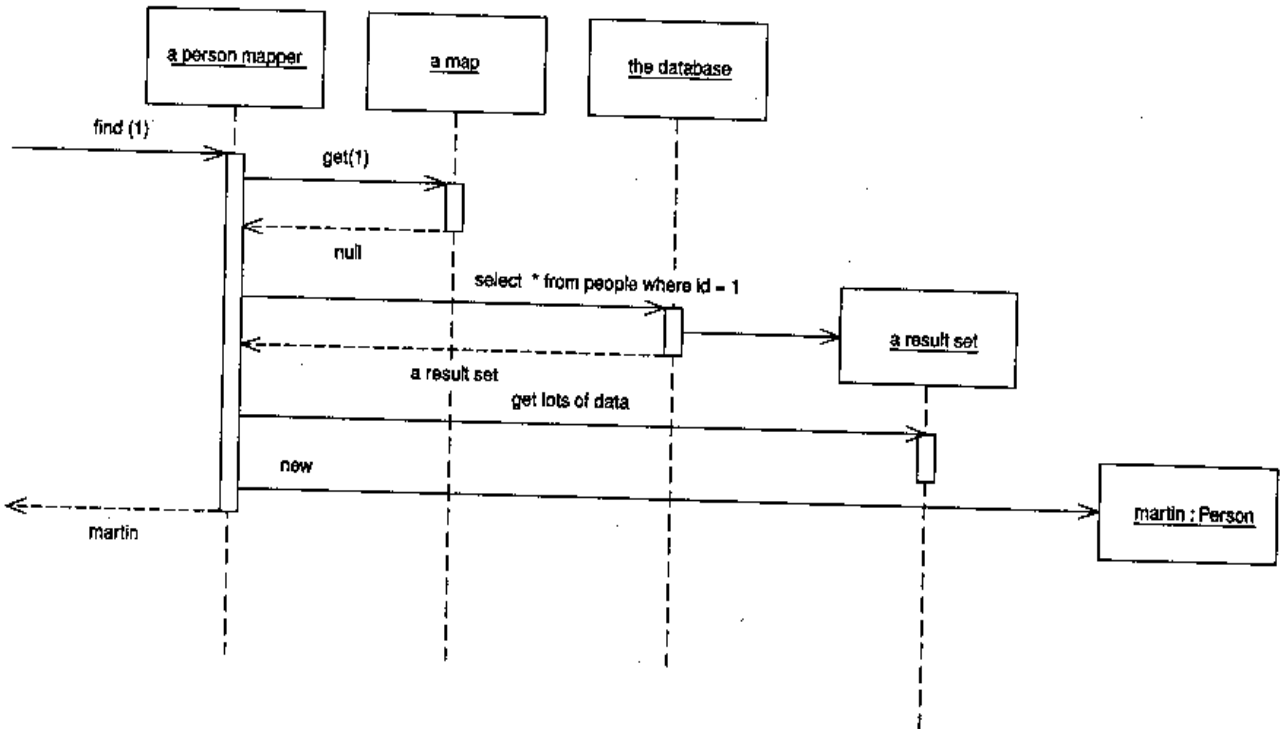 a person mapper
a map
the database
find (1)
get(1)
null
select * from people where id = 1
a result set
a result set
get lots of data
new
martin : Person
martin